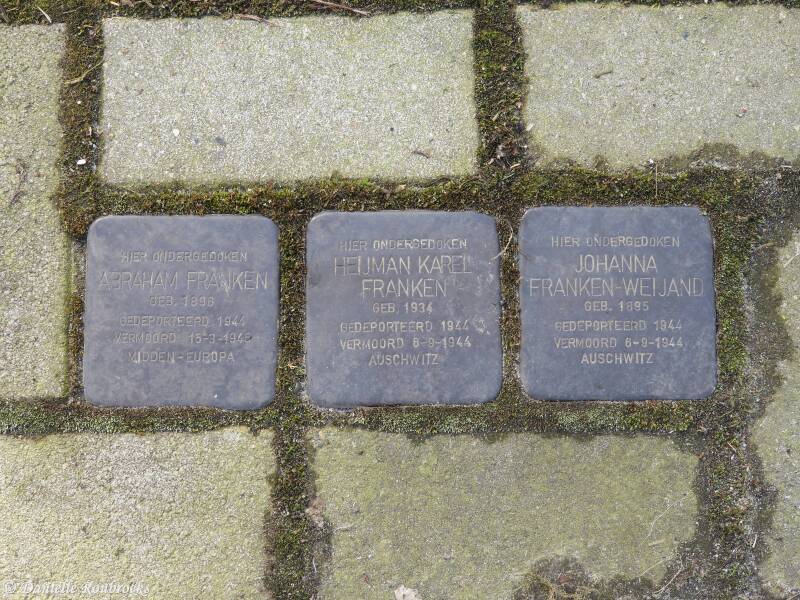 HIER ONDERGEDOKEN
ABRAHAM FRANKEN
GEB. 1896
GEDEPORTEERD 1944
VERMOORD 15-3-1945
MIDDEN-EUROPA
HIER ONDERGEDOKEN
HEIJMAN KAREL
FRANKEN
GEB. 1934
GEDEPORTEERD 1944
VERMOORD 6-9-1944
AUSCHWITZ
HIER ONDERGEDOKEN
JOHANNA
FRANKEN-WEIJAND
GEB. 1895
GEDEPORTEERD 1944
VERMOORD 6-9-1944
AUSCHWITZ
© Danielle Roubroeks